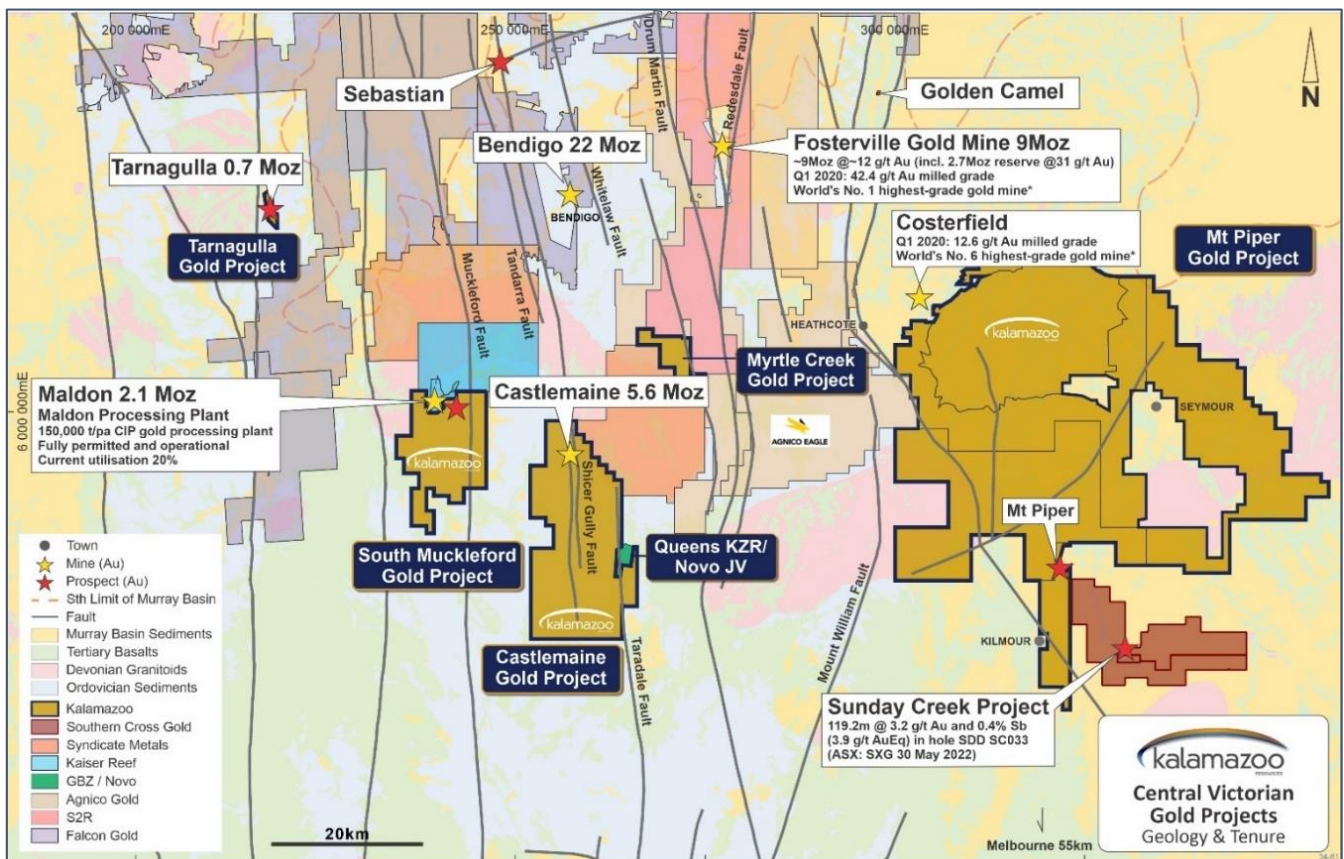 200 000mE
250 000mE
300 000mE
N
Sebastian
Drum Martin Fault
Redesdale Fault
Golden Camel
Bendigo 22 Moz
BENDIGO
Whitelaw Fault
Fosterville Gold Mine 9Moz
~9Moz @~12 g/t Au (incl. 2.7Moz reserve @31 g/t Au)
Q1 2020: 42.4 g/t Au milled grade
World's No. 1 highest-grade gold mine*
Tarnagulla 0.7 Moz
Tarnagulla
Gold Project
Costerfield
Q1 2020: 12.6 g/t Au milled grade
World's No. 6 highest-grade gold mine*
Mt Piper
Gold Project
Muckleford Fault
Tandarra Fault
HEATHCOTE
kalamazoo
Myrtle Creek
Gold Project
6 000 000mE
Maldon 2.1 Moz
Maldon Processing Plant
150,000 t/pa CIP gold processing plant
Fully permitted and operational
Current utilisation 20%
Castlemaine 5.6 Moz
AGNICO EAGLE
SEYMOUR
kalamazoo
Shicer Gully Fault
South Muckleford
Gold Project
Queens KZR/
Novo JV
Mt Piper
kalamazoo
Castlemaine
Gold Project
Taradale Fault
Mount William Fault
KILMOUR
Sunday Creek Project
119.2m @ 3.2 g/t Au and 0.4% Sb
(3.9 g/t AuEq) in hole SDD SC033
(ASX: SXG 30 May 2022)
Town
Mine (Au)
Prospect (Au)
Sth Limit of Murray Basin
Fault
Murray Basin Sediments
Tertiary Basalts
Devonian Granitoids
Ordovician Sediments
Kalamazoo
Southern Cross Gold
Syndicate Metals
Kaiser Reef
GBZ / Novo
Agnico Gold
S2R
Falcon Gold
20km
Melbourne 55km
kalamazoo
RESOURCES
Central Victorian
Gold Projects
Geology & Tenure